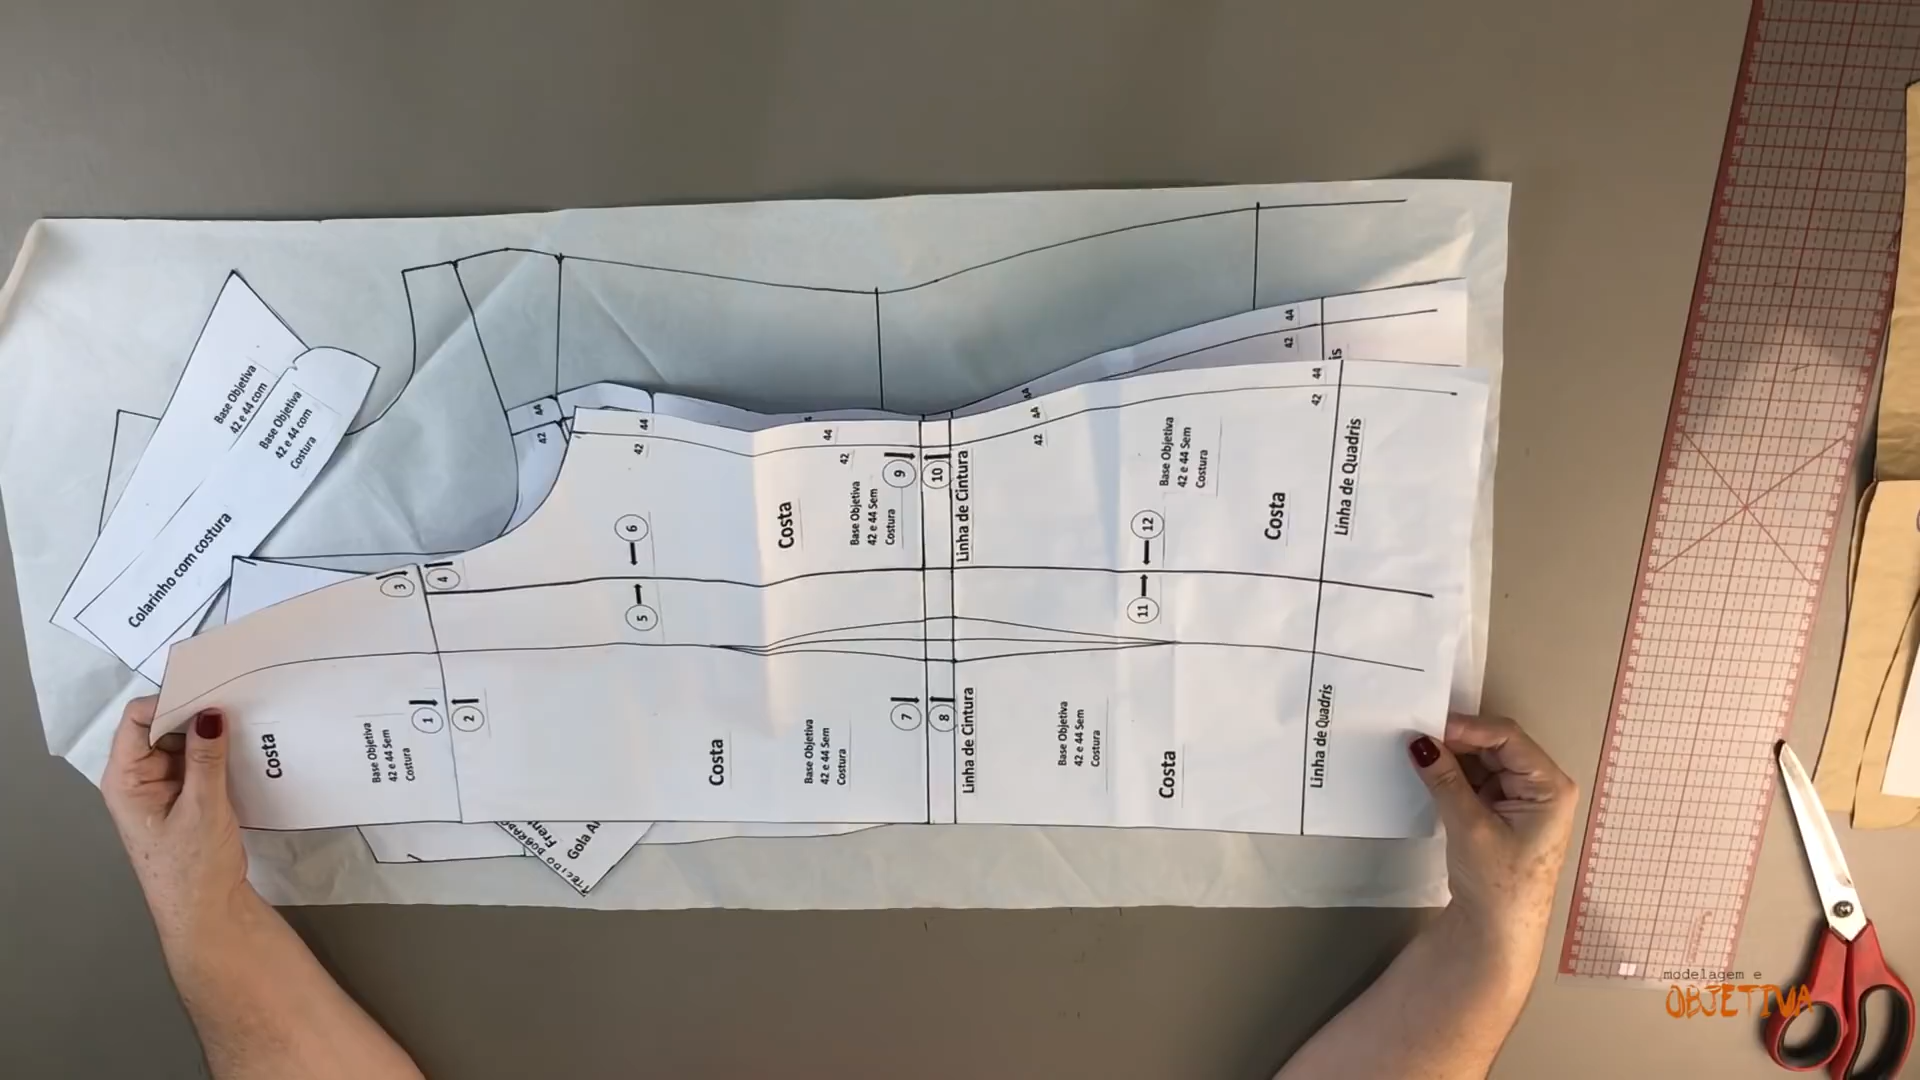 Base Objetiva
42 e 44 com
Base Objetiva
42 e 44 com
Costura
Colarinho com costura
44
42
44
42
44
42
44
42
44
42
44
42
is
3
4
5
6
9
10
11
12
Costa
Base Objetiva
42 e 44 Sem
Costura
Linha de Cintura
Base Objetiva
42 e 44 Sem
Costura
Costa
Linha de Quadris
Costa
Base Objetiva
42 e 44 Sem
Costura
1
2
Costa
Base Objetiva
42 e 44 Sem
Costura
7
8
Linha de Cintura
Base Objetiva
42 e 44 Sem
Costura
Costa
Linha de Quadris
TECIDO DOBRADO
Fren
Gola A
modelagem e
OBJETIVA